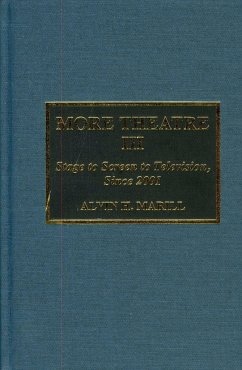 MORE THEATRE
III
Stage to Screen to Television,
Since 2001
ALVIN H. MARILL